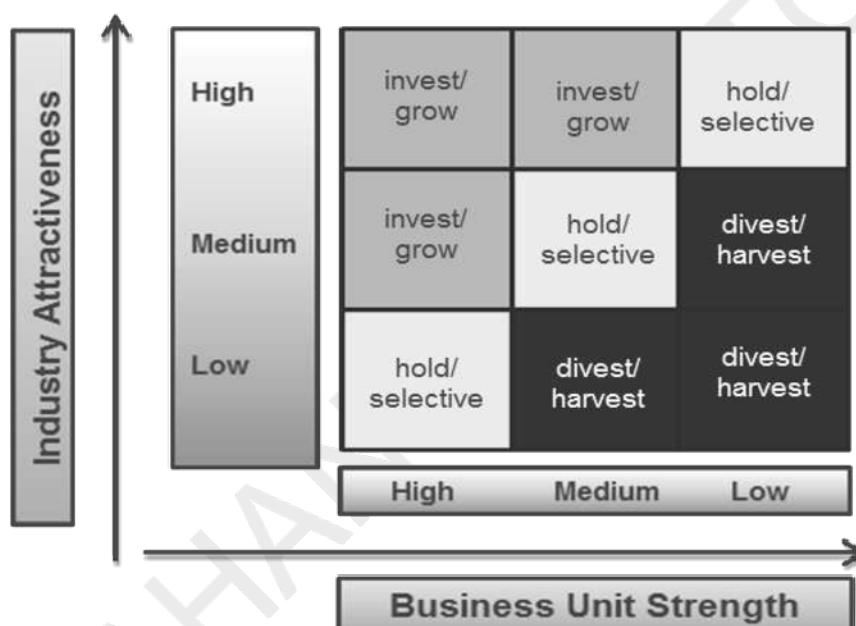 Industry Attractiveness
High
invest/
grow
invest/
grow
hold/
selective
Medium
invest/
grow
hold/
selective
divest/
harvest
Low
hold/
selective
divest/
harvest
divest/
harvest
High Medium Low
Business Unit Strength